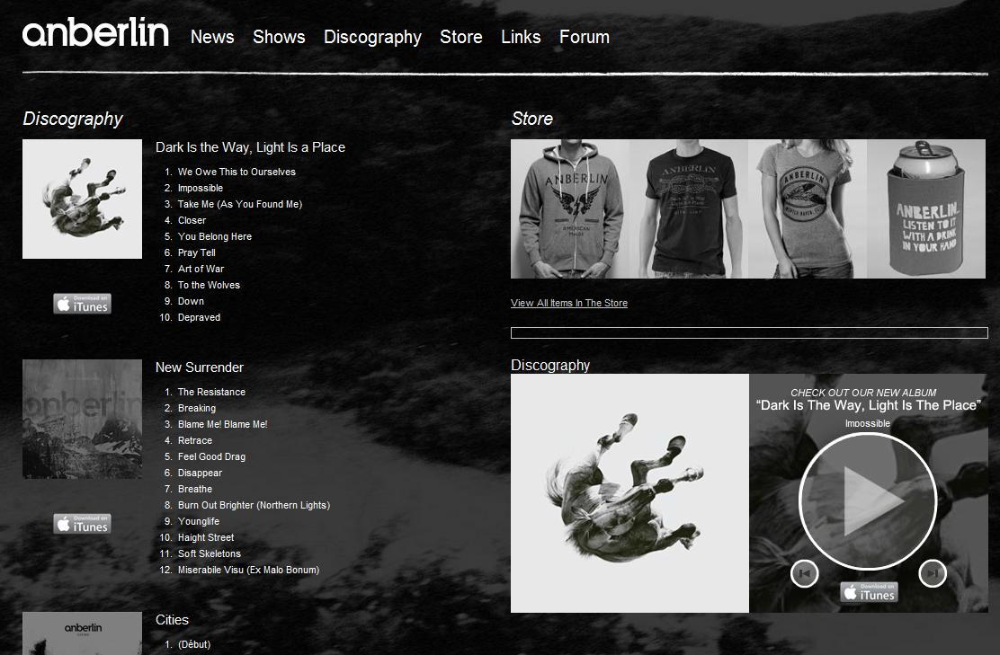 anberlin News Shows Discography Store Links Forum
Discography
Dark Is the Way, Light Is a Place
1. We Owe This to Ourselves
2. Impossible
3. Take Me (As You Found Me)
4. Closer
5. You Belong Here
6. Pray Tell
7. Art of War
8. To the Wolves
9. Down
10. Depraved
Download on
iTunes
anberlin
New Surrender
1. The Resistance
2. Breaking
3. Blame Me! Blame Me!
4. Retrace
5. Feel Good Drag
6. Disappear
7. Breathe
8. Burn Out Brighter (Northern Lights)
9. Younglife
10. Haight Street
11. Soft Skeletons
12. Miserabile Visu (Ex Malo Bonum)
Download on
iTunes
anberlin
CITIES
Cities
1. (Début)
Store
ANBERLIN
AMERICAN
MADE
ANBERLIN
ANBERLIN
WINTER HAVEN, FL
ANBERLIN.
LISTEN TO IT
WITH A DRINK
IN YOUR HAND
View All Items In The Store
Discography
CHECK OUT OUR NEW ALBUM
“Dark Is The Way, Light Is The Place”
Impossible
Download on
iTunes